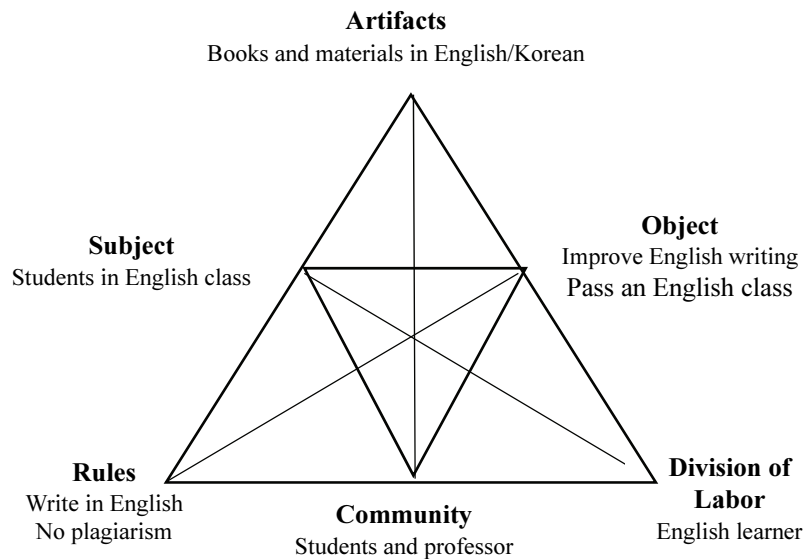 Artifacts
Books and materials in English/Korean
Subject
Students in English class
Object
Improve English writing
Pass an English class
Rules
Write in English
No plagiarism
Community
Students and professor
Division of
Labor
English learner